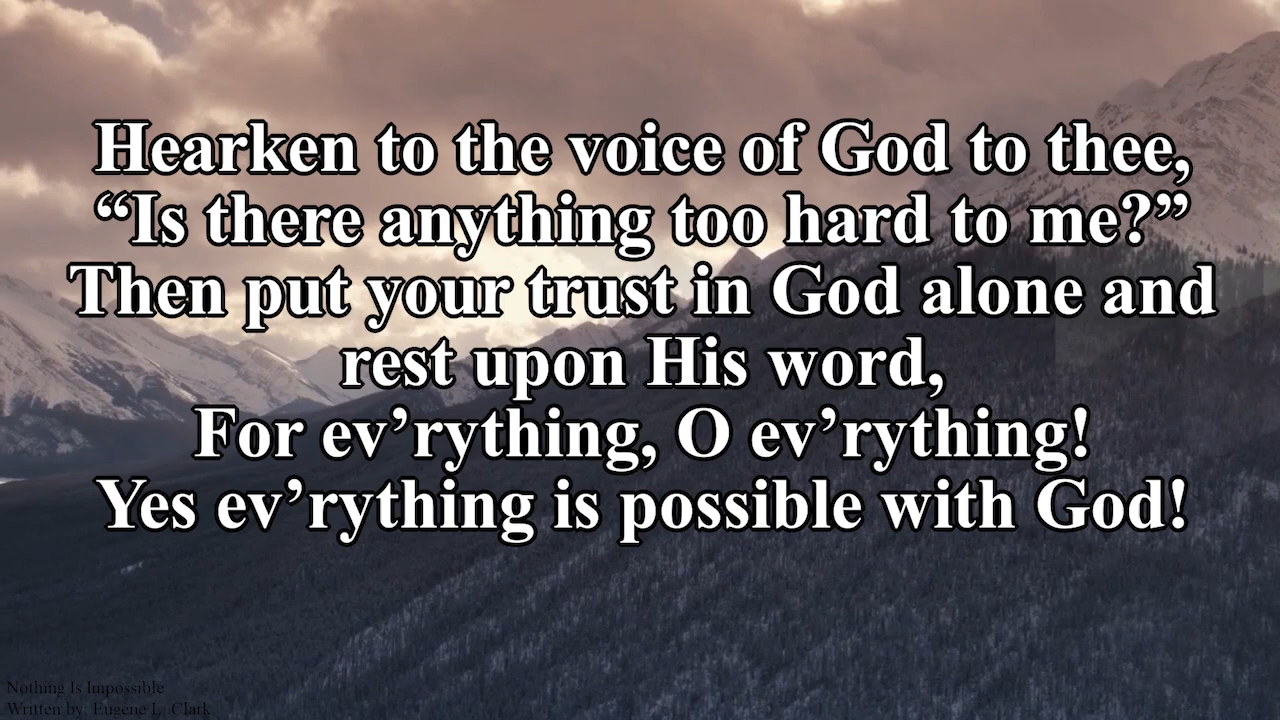 Hearken to the voice of God to thee,
“Is there anything too hard to me?”
Then put your trust in God alone and
rest upon His word,
For ev’rything, O ev’rything!
Yes ev’rything is possible with God!
Nothing Is Impossible
Written by: Eugene L. Clark